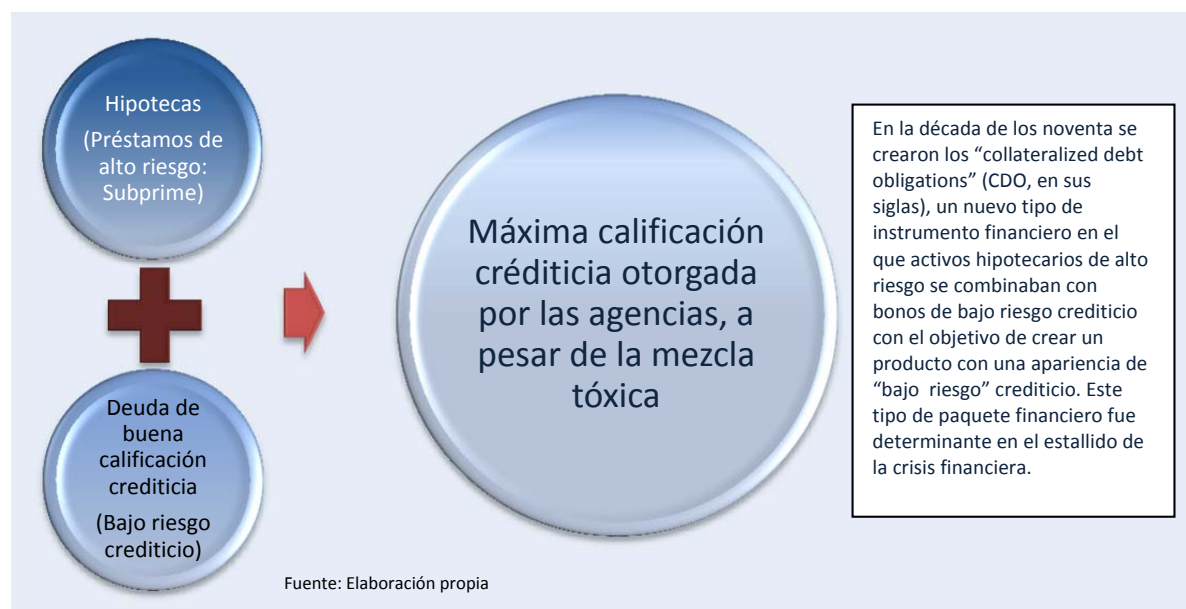 Hipotecas
(Préstamos de
alto riesgo:
Subprime)
Deuda de
buena
calificación
crediticia
(Bajo riesgo
crediticio)
Máxima calificación
créditicia otorgada
por las agencias, a
pesar de la mezcla
tóxica
En la década de los noventa se
crearon los “collateralized debt
obligations” (CDO, en sus
siglas), un nuevo tipo de
instrumento financiero en el
que activos hipotecarios de alto
riesgo se combinaban con
bonos de bajo riesgo crediticio
con el objetivo de crear un
producto con una apariencia de
“bajo riesgo” crediticio. Este
tipo de paquete financiero fue
determinante en el estallido de
la crisis financiera.
Fuente: Elaboración propia